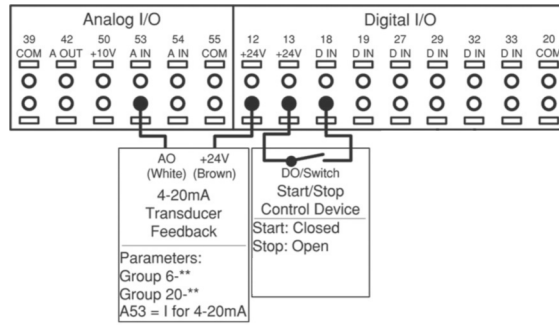 Analog I/O Digital I/O
39 42 50 53 54 55 12 13 18 19 27 29 32 33 20
COM A OUT +10V A IN A IN COM +24V +24V D IN D IN D IN D IN D IN D IN COM
AO +24V
(White) (Brown)
4-20mA
Transducer
Feedback
Parameters:
Group 6-**
Group 20-**
A53 = I for 4-20mA
DO/Switch
Start/Stop
Control Device
Start: Closed
Stop: Open